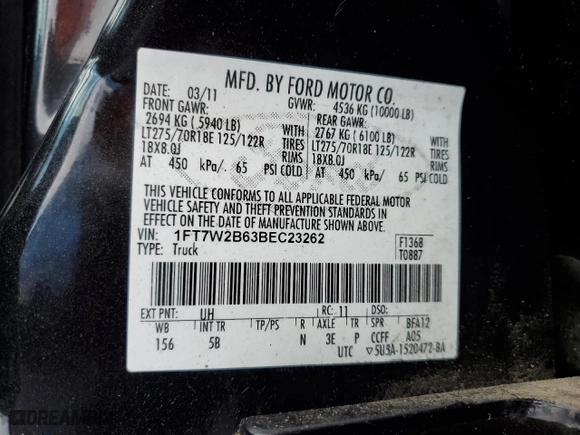 MFD. BY FORD MOTOR CO.
DATE: 03/11 GVWR: 4536 KG (10000 LB)
FRONT GAWR: REAR GAWR:
2694 KG ( 5940 LB) WITH 2767 KG ( 6100 LB) WITH
LT275/70R18E 125/122R TIRES LT275/70R18E 125/122R TIRES
18X8.0J RIMS 18X8.0J RIMS
AT 450 kPa/ 65 PSI COLD AT 450 kPa/ 65 PSI COLD
THIS VEHICLE CONFORMS TO ALL APPLICABLE FEDERAL MOTOR
VEHICLE SAFETY AND THEFT PREVENTION STANDARDS IN
EFFECT ON THE DATE OF MANUFACTURE SHOWN ABOVE.
VIN: 1FT7W2B63BEC23262 F1368
TYPE: Truck T0887
EXT PNT: UH RC: 11 DSO:
WB INT TR TP/PS R AXLE TR SPR BFA12
156 5B N 3E P CCFF A05
UTC ▽5U5A-1520472-BA